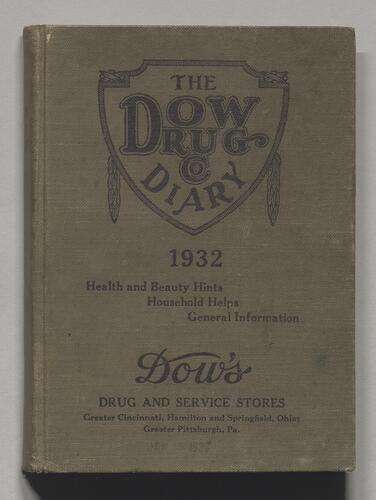 THE
DOW
DRUG
CO
DIARY
1932
Health and Beauty Hints
Household Helps
General Information
Dow's
DRUG AND SERVICE STORES
Greater Cincinnati, Hamilton and Springfield, Ohio;
Greater Pittsburgh, Pa.